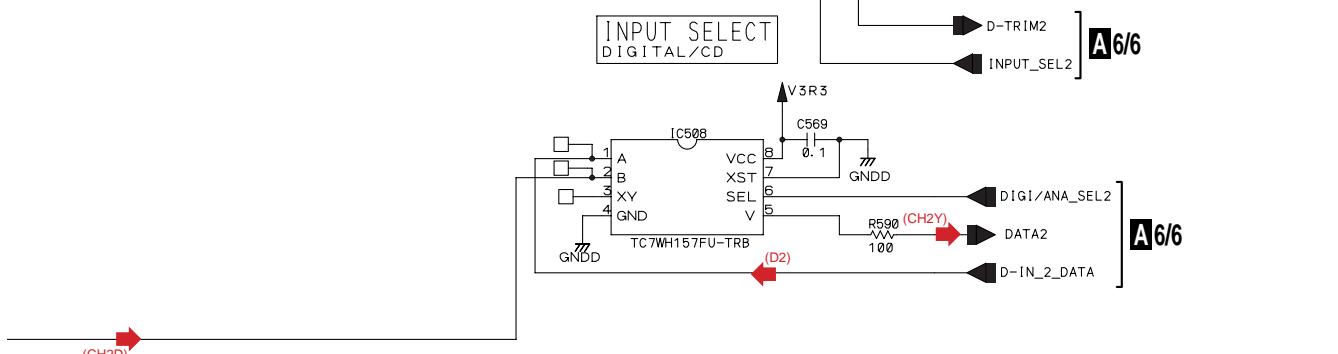 D-TRIM2
INPUT SELECT
DIGITAL/CD
A 6/6
INPUT_SEL2
V3R3
C569
IC508
0.1
1 A VCC 8
GNDD
2 B XST 7
3 XY SEL 6
DIGI/ANA_SEL2
4 GND V 5
R590 (CH2Y)
DATA2
A 6/6
100
TC7WH157FU-TRB
GNDD
(D2)
D-IN_2_DATA
(CH2D)